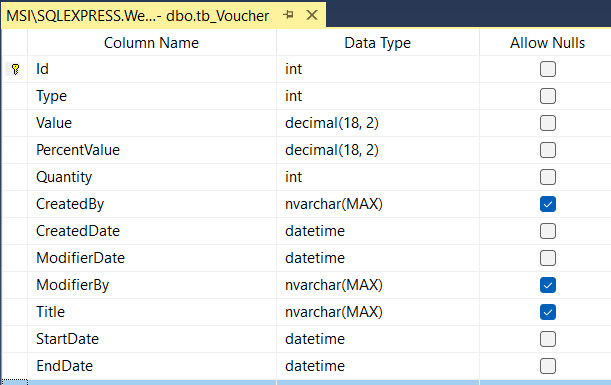 MSI\SQLEXPRESS.We...- dbo.tb_Voucher
Column Name Data Type Allow Nulls
Id int
Type int
Value decimal(18, 2)
PercentValue decimal(18, 2)
Quantity int
CreatedBy nvarchar(MAX)
CreatedDate datetime
ModifierDate datetime
ModifierBy nvarchar(MAX)
Title nvarchar(MAX)
StartDate datetime
EndDate datetime